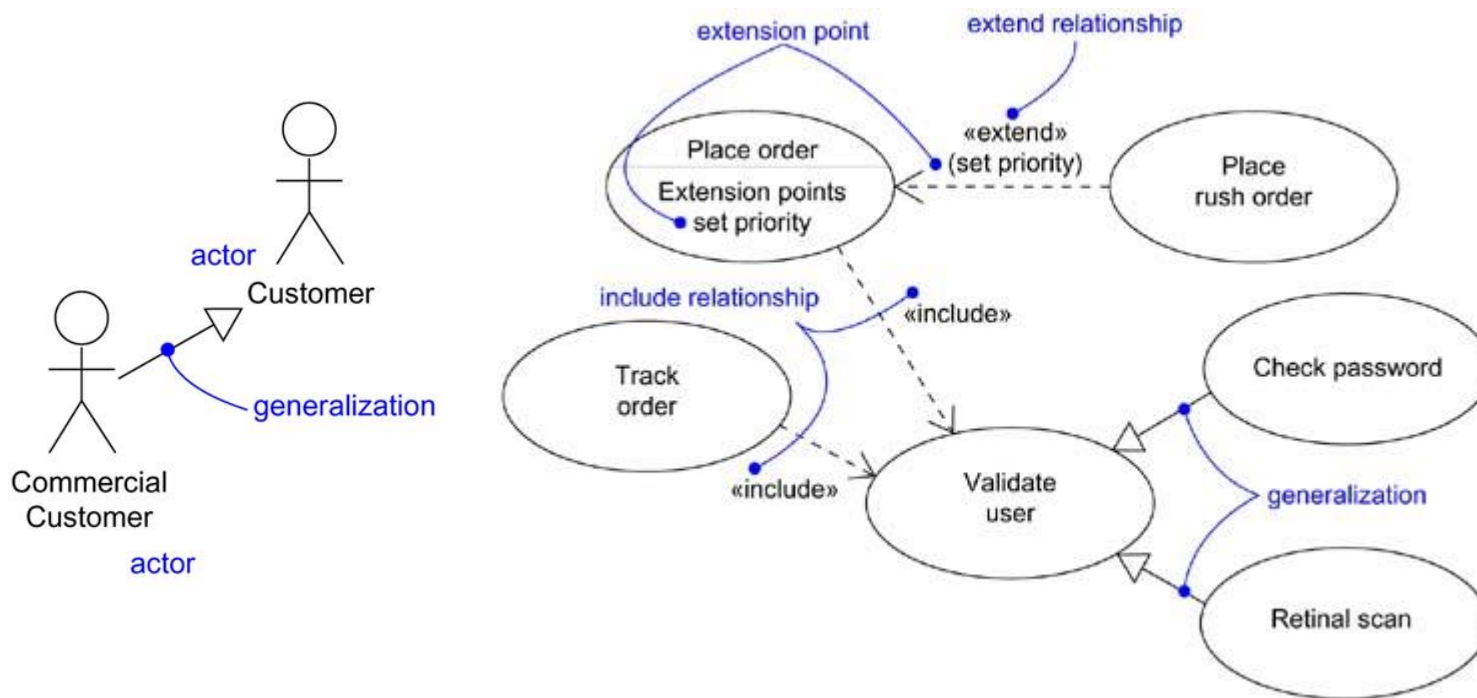 extension point
extend relationship
«extend»
(set priority)
Place order
Extension points
set priority
Place
rush order
actor
Customer
include relationship
«include»
generalization
Track
order
Check password
Commercial
Customer
actor
«include»
Validate
user
generalization
Retinal scan